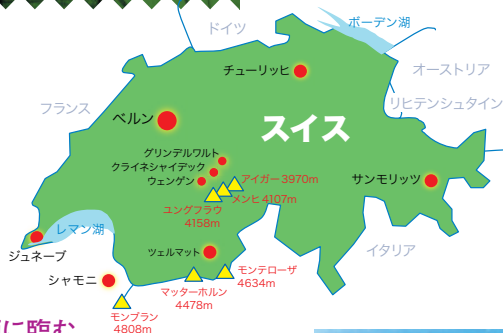 ドイツ
ボーデン湖
チューリッヒ
オーストリア
リヒテンシュタイン
フランス
ベルン
スイス
グリンデルワルト
クライネシャイデック
ウェンゲン
アイガー3970m
メンヒ4107m
サンモリッツ
ユングフラウ
4158m
レマン湖
ジュネーブ
ツェルマット
イタリア
シャモニ
モンテローザ
4634m
マッターホルン
4478m
モンブラン
4808m
に臨む